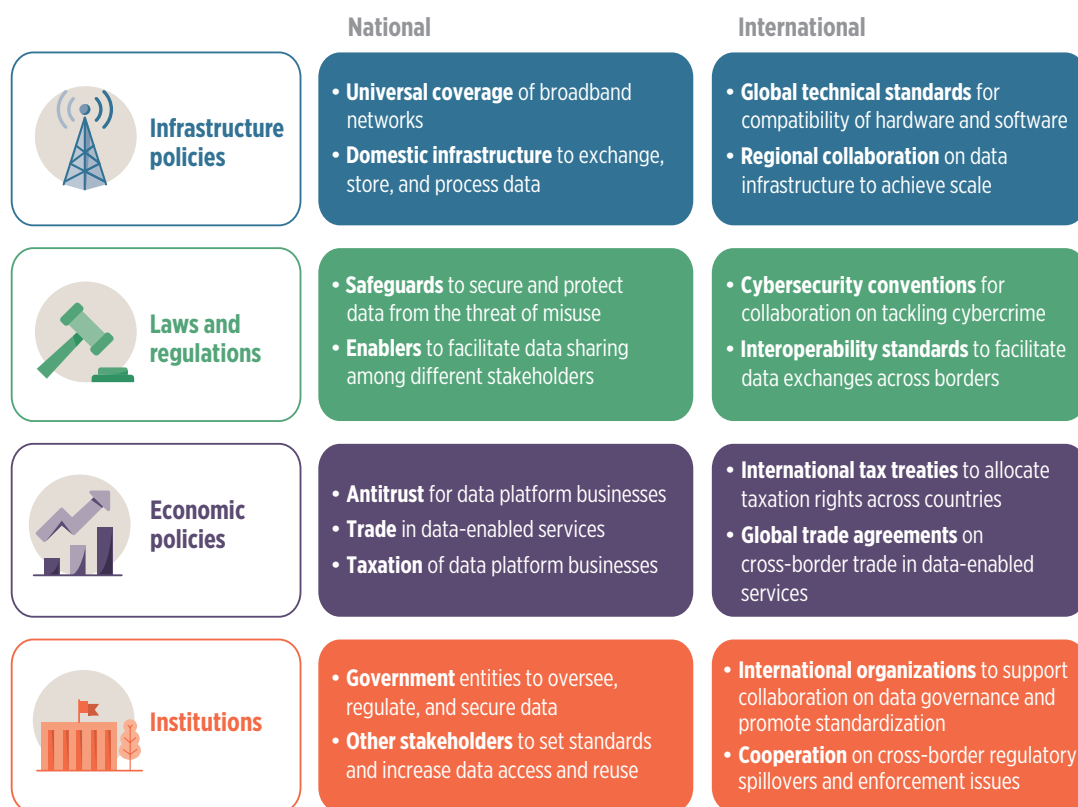 National
International
Infrastructure
policies
• Universal coverage of broadband
networks
• Domestic infrastructure to exchange,
store, and process data
• Global technical standards for
compatibility of hardware and software
• Regional collaboration on data
infrastructure to achieve scale
Laws and
regulations
• Safeguards to secure and protect
data from the threat of misuse
• Enablers to facilitate data sharing
among different stakeholders
• Cybersecurity conventions for
collaboration on tackling cybercrime
• Interoperability standards to facilitate
data exchanges across borders
Economic
policies
• Antitrust for data platform businesses
• Trade in data-enabled services
• Taxation of data platform businesses
• International tax treaties to allocate
taxation rights across countries
• Global trade agreements on
cross-border trade in data-enabled
services
Institutions
• Government entities to oversee,
regulate, and secure data
• Other stakeholders to set standards
and increase data access and reuse
• International organizations to support
collaboration on data governance and
promote standardization
• Cooperation on cross-border regulatory
spillovers and enforcement issues